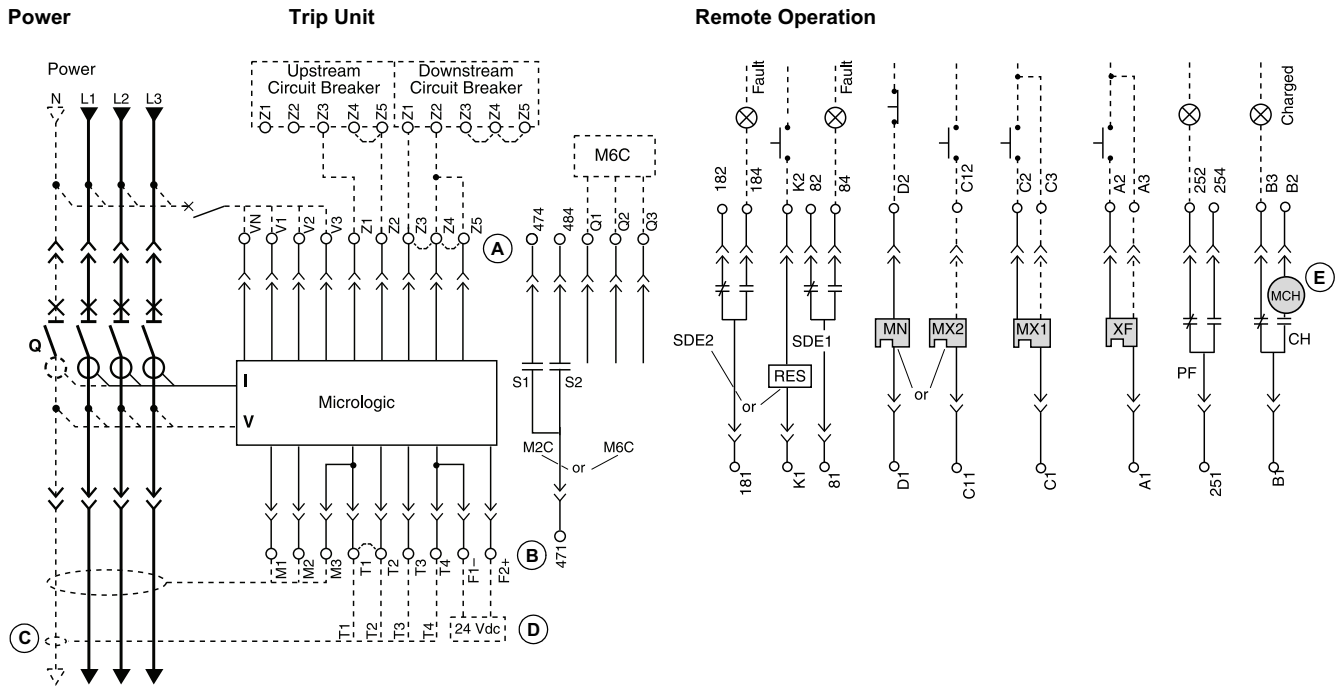 Power
Trip Unit
Remote Operation
Power
N L1 L2 L3
Upstream
Circuit Breaker
Downstream
Circuit Breaker
Z1 Z2 Z3 Z4 Z5 Z1 Z2 Z3 Z4 Z5
M6C
VN V1 V2 V3 Z1 Z2 Z3 Z4 Z5
A
474 484 Q1 Q2 Q3
Q
I
V
Micrologic
S1 S2
M2C or M6C
471
M1 M2 M3 T1 T2 T3 T4 F1– F2+
B
T1 T2 T3 T4
24 Vdc
D
C
Fault
Fault
Charged
182 184 K2 82 84 D2 C12 C2 C3 A2 A3 252 254 B3 B2
MCH
E
SDE2
or
RES
SDE1
MN
or
MX2
MX1
XF
PF
CH
181 K1 81 D1 C11 C1 A1 251 B1